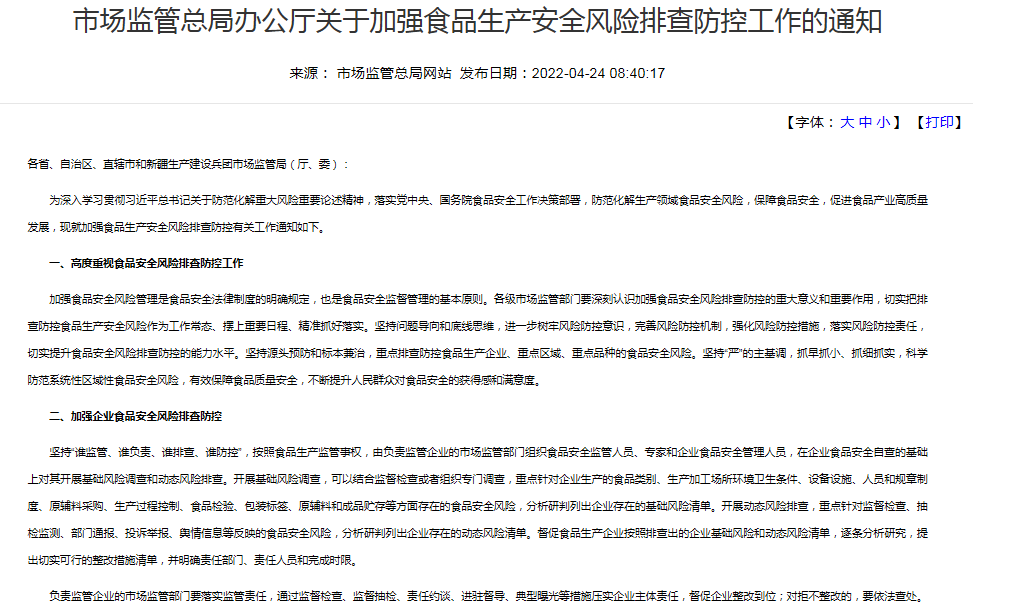 市场监管总局办公厅关于加强食品生产安全风险排查防控工作的通知
来源： 市场监管总局网站 发布日期：2022-04-24 08:40:17
【字体：大 中 小】【打印】
各省、自治区、直辖市和新疆生产建设兵团市场监管局（厅、委）：
为深入学习贯彻习近平总书记关于防范化解重大风险重要论述精神，落实党中央、国务院食品安全工作决策部署，防范化解生产领域食品安全风险，保障食品安全，促进食品产业高质量
发展，现就加强食品生产安全风险排查防控有关工作通知如下。
一、高度重视食品安全风险排查防控工作
加强食品安全风险管理是食品安全法律制度的明确规定，也是食品安全监督管理的基本原则。各级市场监管部门要深刻认识加强食品安全风险排查防控的重大意义和重要作用，切实把排
查防控食品生产安全风险作为工作常态、摆上重要日程、精准抓好落实。坚持问题导向和底线思维，进一步树牢风险防控意识，完善风险防控机制，强化风险防控措施，落实风险防控责任，
切实提升食品安全风险排查防控的能力水平。坚持源头预防和标本兼治，重点排查防控食品生产企业、重点区域、重点品种的食品安全风险。坚持“严”的主基调，抓早抓小、抓细抓实，科学
防范系统性区域性食品安全风险，有效保障食品质量安全，不断提升人民群众对食品安全的获得感和满意度。
二、加强企业食品安全风险排查防控
坚持“谁监管、谁负责、谁排查、谁防控”，按照食品生产监管事权，由负责监管企业的市场监管部门组织食品安全监管人员、专家和企业食品安全管理人员，在企业食品安全自查的基础
上对其开展基础风险调查和动态风险排查。开展基础风险调查，可以结合监督检查或者组织专门调查，重点针对企业生产的食品类别、生产加工场所环境卫生条件、设备设施、人员和规章制
度、原辅料采购、生产过程控制、食品检验、包装标签、原辅料和成品贮存等方面存在的食品安全风险，分析研判列出企业存在的基础风险清单。开展动态风险排查，重点针对监督检查、抽
检监测、部门通报、投诉举报、舆情信息等反映的食品安全风险，分析研判列出企业存在的动态风险清单。督促食品生产企业按照排查出的企业基础风险和动态风险清单，逐条分析研究，提
出切实可行的整改措施清单，并明确责任部门、责任人员和完成时限。
负责监管企业的市场监管部门要落实监管责任，通过监督检查、监督抽检、责任约谈、进驻督导、典型曝光等措施压实企业主体责任，督促企业整改到位；对拒不整改的，要依法查处。